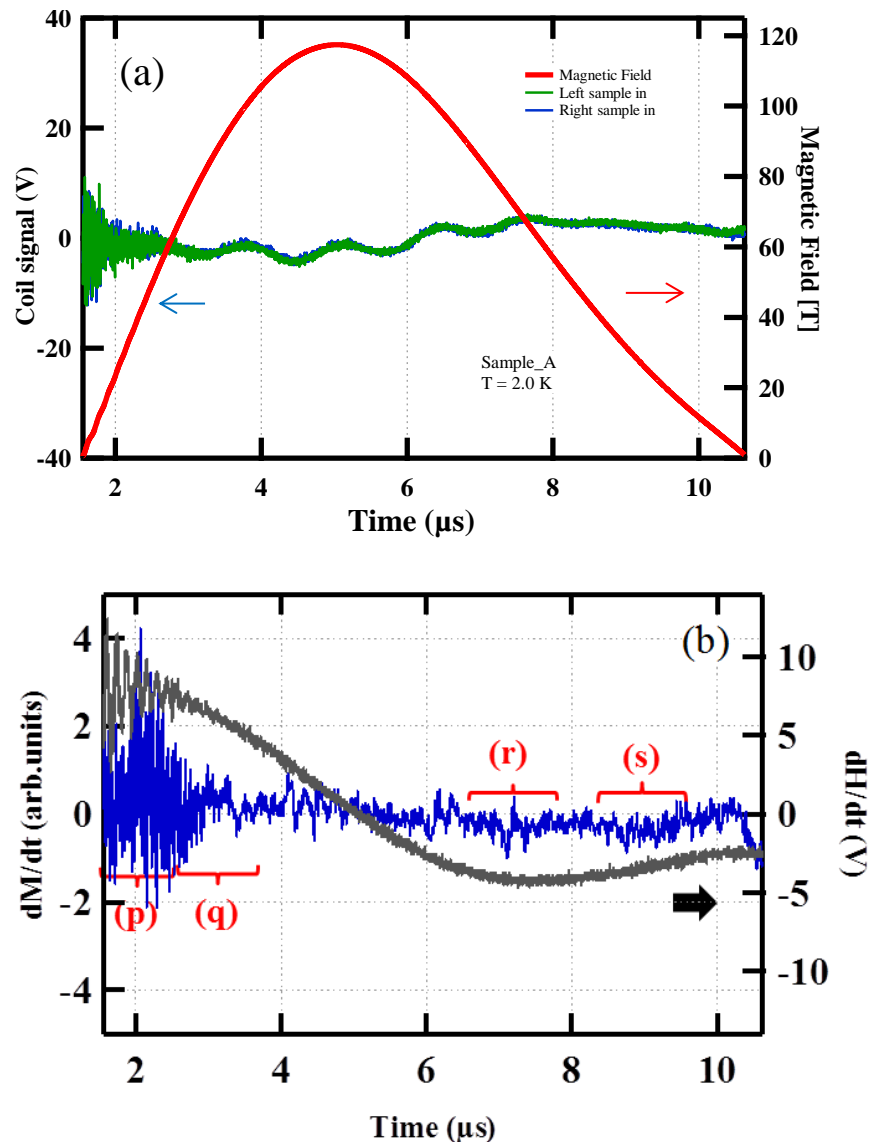 (a)
Magnetic Field
Left sample in
Right sample in
40
20
0
-20
-40
Coil signal (V)
120
100
80
60
40
20
0
Magnetic Field [T]
Sample_A
T = 2.0 K
2 4 6 8 10
Time (µs)
(b)
4
2
0
-2
-4
dM/dt (arb.units)
10
5
0
-5
-10
dH/dt (V)
(r)
(s)
(p)
(q)
2 4 6 8 10
Time (µs)